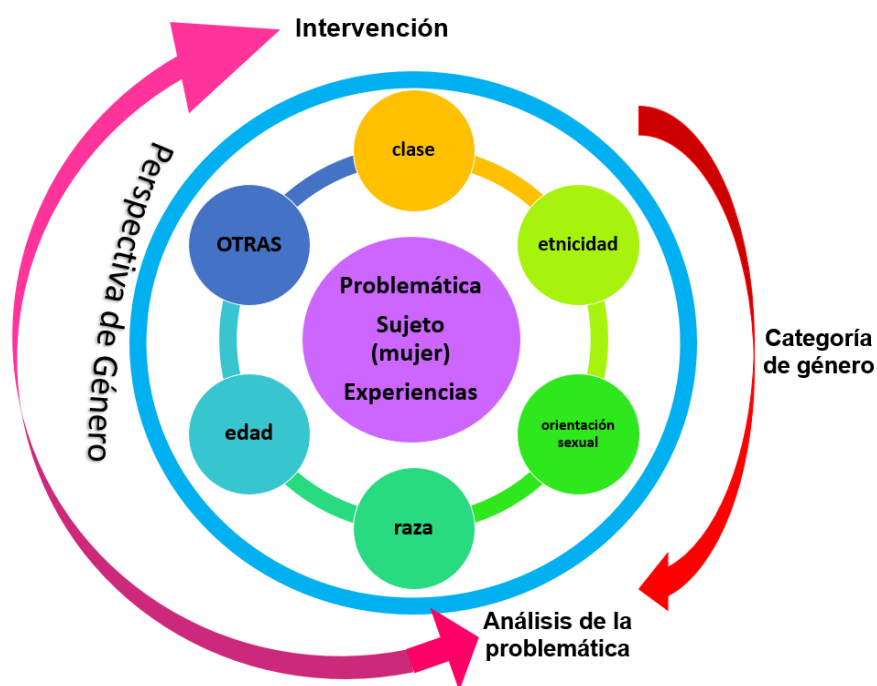 Intervención
clase
OTRAS
etnicidad
Perspectiva de Género
Problemática
Sujeto
(mujer)
Experiencias
Categoría
de género
edad
orientación
sexual
raza
Análisis de la
problemática